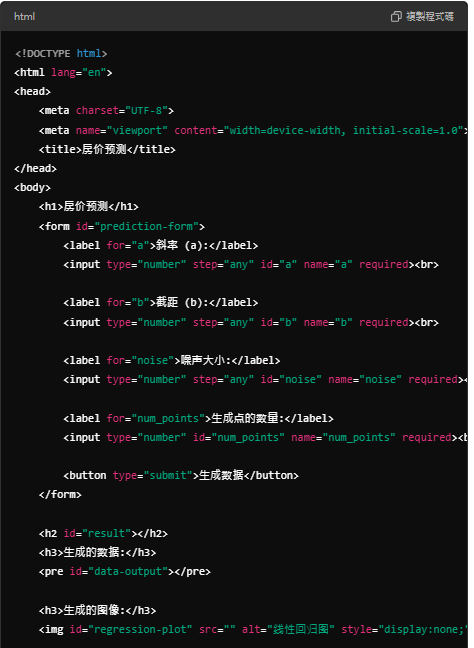 html
複製程式碼
<!DOCTYPE html>
<html lang="en">
<head>
    <meta charset="UTF-8">
    <meta name="viewport" content="width=device-width, initial-scale=1.0">
    <title>房价预测</title>
</head>
<body>
    <h1>房价预测</h1>
    <form id="prediction-form">
        <label for="a">斜率 (a):</label>
        <input type="number" step="any" id="a" name="a" required><br>

        <label for="b">截距 (b):</label>
        <input type="number" step="any" id="b" name="b" required><br>

        <label for="noise">噪声大小:</label>
        <input type="number" step="any" id="noise" name="noise" required><

        <label for="num_points">生成点的数量:</label>
        <input type="number" id="num_points" name="num_points" required><b

        <button type="submit">生成数据</button>
    </form>

    <h2 id="result"></h2>
    <h3>生成的数据:</h3>
    <pre id="data-output"></pre>

    <h3>生成的图像:</h3>
    <img id="regression-plot" src="" alt="线性回归图" style="display:none;"